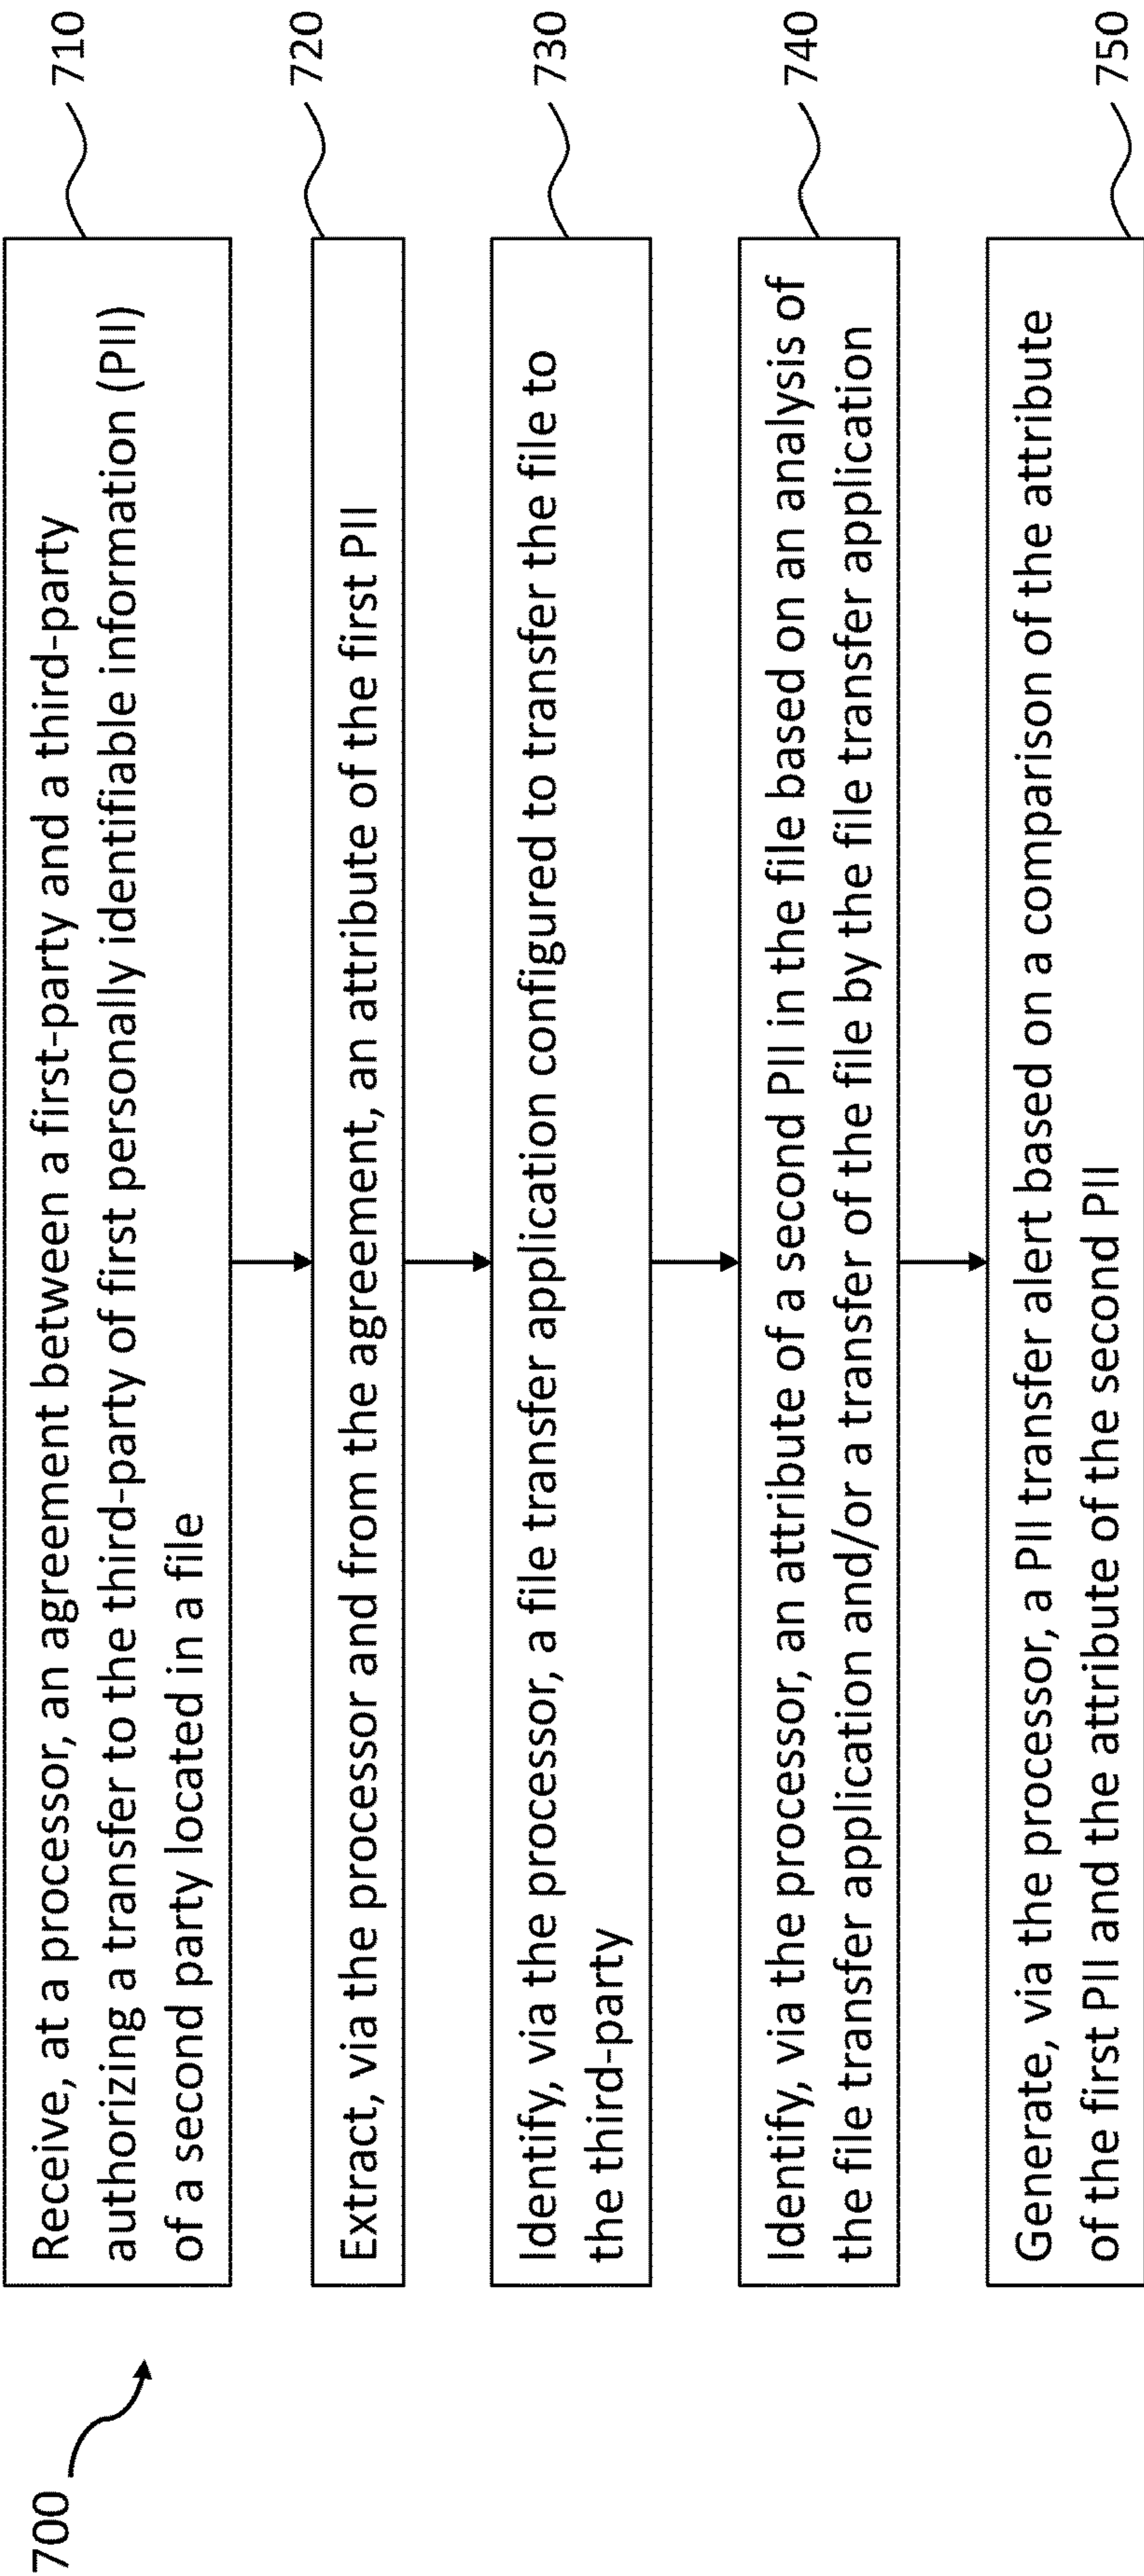 700
Receive, at a processor, an agreement between a first-party and a third-party
authorizing a transfer to the third-party of first personally identifiable information (PII)
of a second party located in a file
710
Extract, via the processor and from the agreement, an attribute of the first PII
720
Identify, via the processor, a file transfer application configured to transfer the file to
the third-party
730
Identify, via the processor, an attribute of a second PII in the file based on an analysis of
the file transfer application and/or a transfer of the file by the file transfer application
740
Generate, via the processor, a PII transfer alert based on a comparison of the attribute
of the first PII and the attribute of the second PII
750